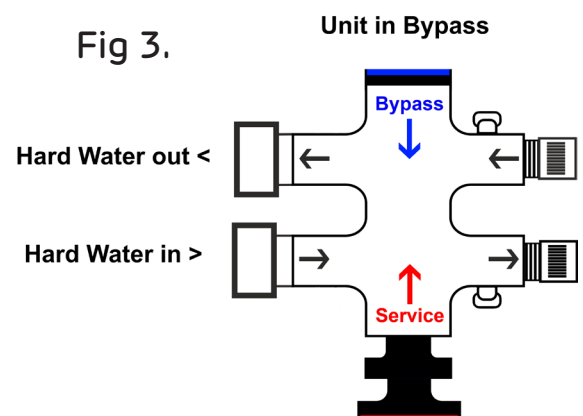 Unit in Bypass
Fig 3.
Bypass
Hard Water out <
Hard Water in >
Service